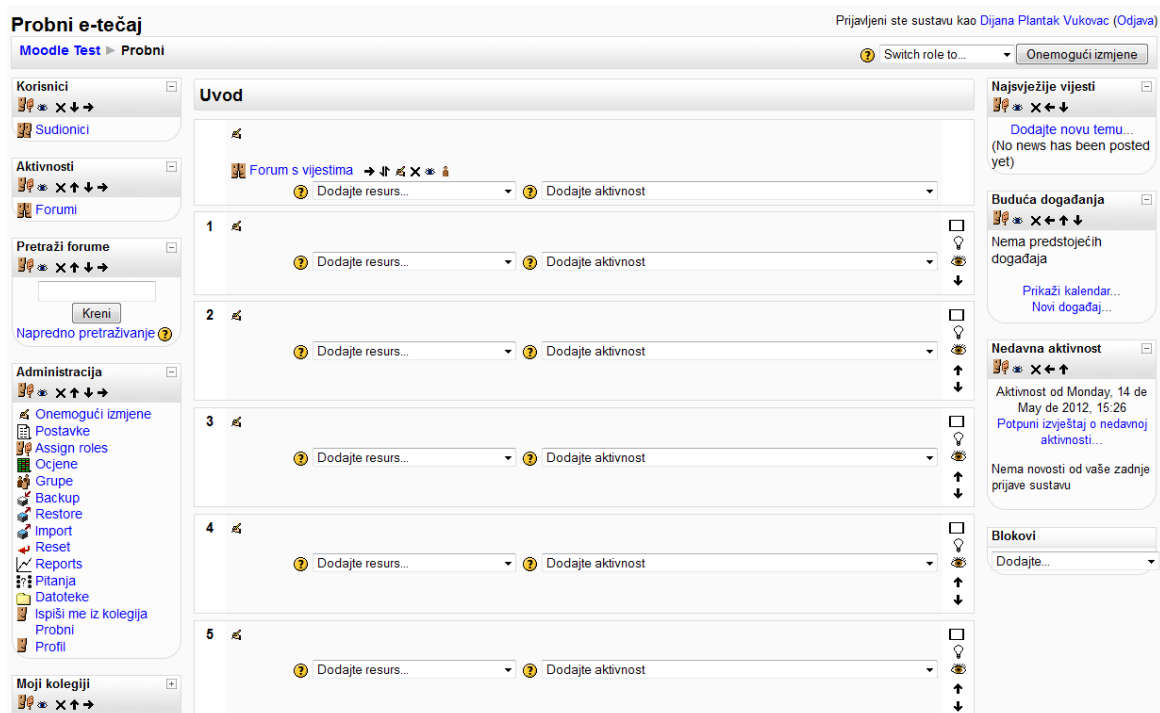 Probni e-tečaj
Prijavljeni ste sustavu kao Dijana Plantak Vukovac (Odjava)
Moodle Test ► Probni
Switch role to...
Onemogući izmjene
Korisnici
Sudionici
Aktivnosti
Forumi
Pretraži forume
Kreni
Napredno pretraživanje
Administracija
Onemogući izmjene
Postavke
Assign roles
Ocjene
Grupe
Backup
Restore
Import
Reset
Reports
Pitanja
Datoteke
Ispiši me iz kolegija
Probni
Profil
Moji kolegiji
Uvod
Forum s vijestima
Dodajte resurs... Dodajte aktivnost
1
Dodajte resurs... Dodajte aktivnost
2
Dodajte resurs... Dodajte aktivnost
3
Dodajte resurs... Dodajte aktivnost
4
Dodajte resurs... Dodajte aktivnost
5
Dodajte resurs... Dodajte aktivnost
Najsvježije vijesti
Dodajte novu temu...
(No news has been posted
yet)
Buduća događanja
Nema predstojećih
događaja
Prikaži kalendar...
Novi događaj...
Nedavna aktivnost
Aktivnost od Monday, 14 de
May de 2012, 15:26
Potpuni izvještaj o nedavnoj
aktivnosti...
Nema novosti od vaše zadnje
prijave sustavu
Blokovi
Dodajte...